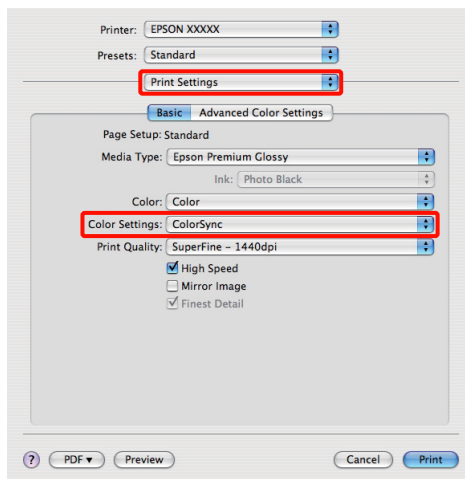 Printer: EPSON XXXXX
Presets: Standard
Print Settings
Basic Advanced Color Settings
Page Setup: Standard
Media Type: Epson Premium Glossy
Ink: Photo Black
Color: Color
Color Settings: ColorSync
Print Quality: SuperFine – 1440dpi
High Speed
Mirror Image
Finest Detail
? PDF▼ Preview Cancel Print